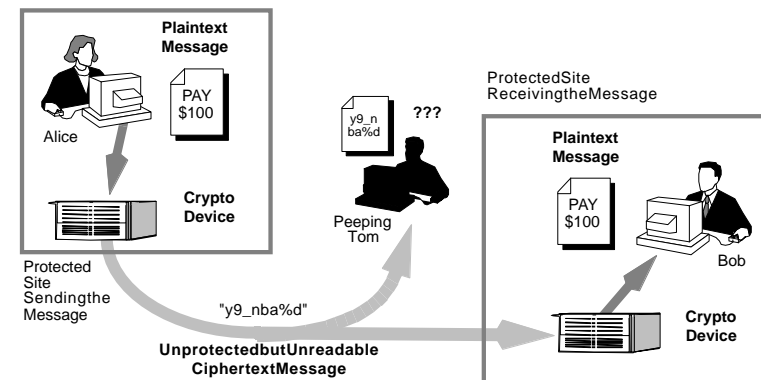 Plaintext
Message
PAY
$100
Alice
Crypto
Device
Protected
Site
Sendingthe
Message
"y9_nba%d"
UnprotectedbutUnreadable
CiphertextMessage
y9_n
ba%d
???
Peeping
Tom
ProtectedSite
ReceivingtheMessage
Plaintext
Message
PAY
$100
Bob
Crypto
Device